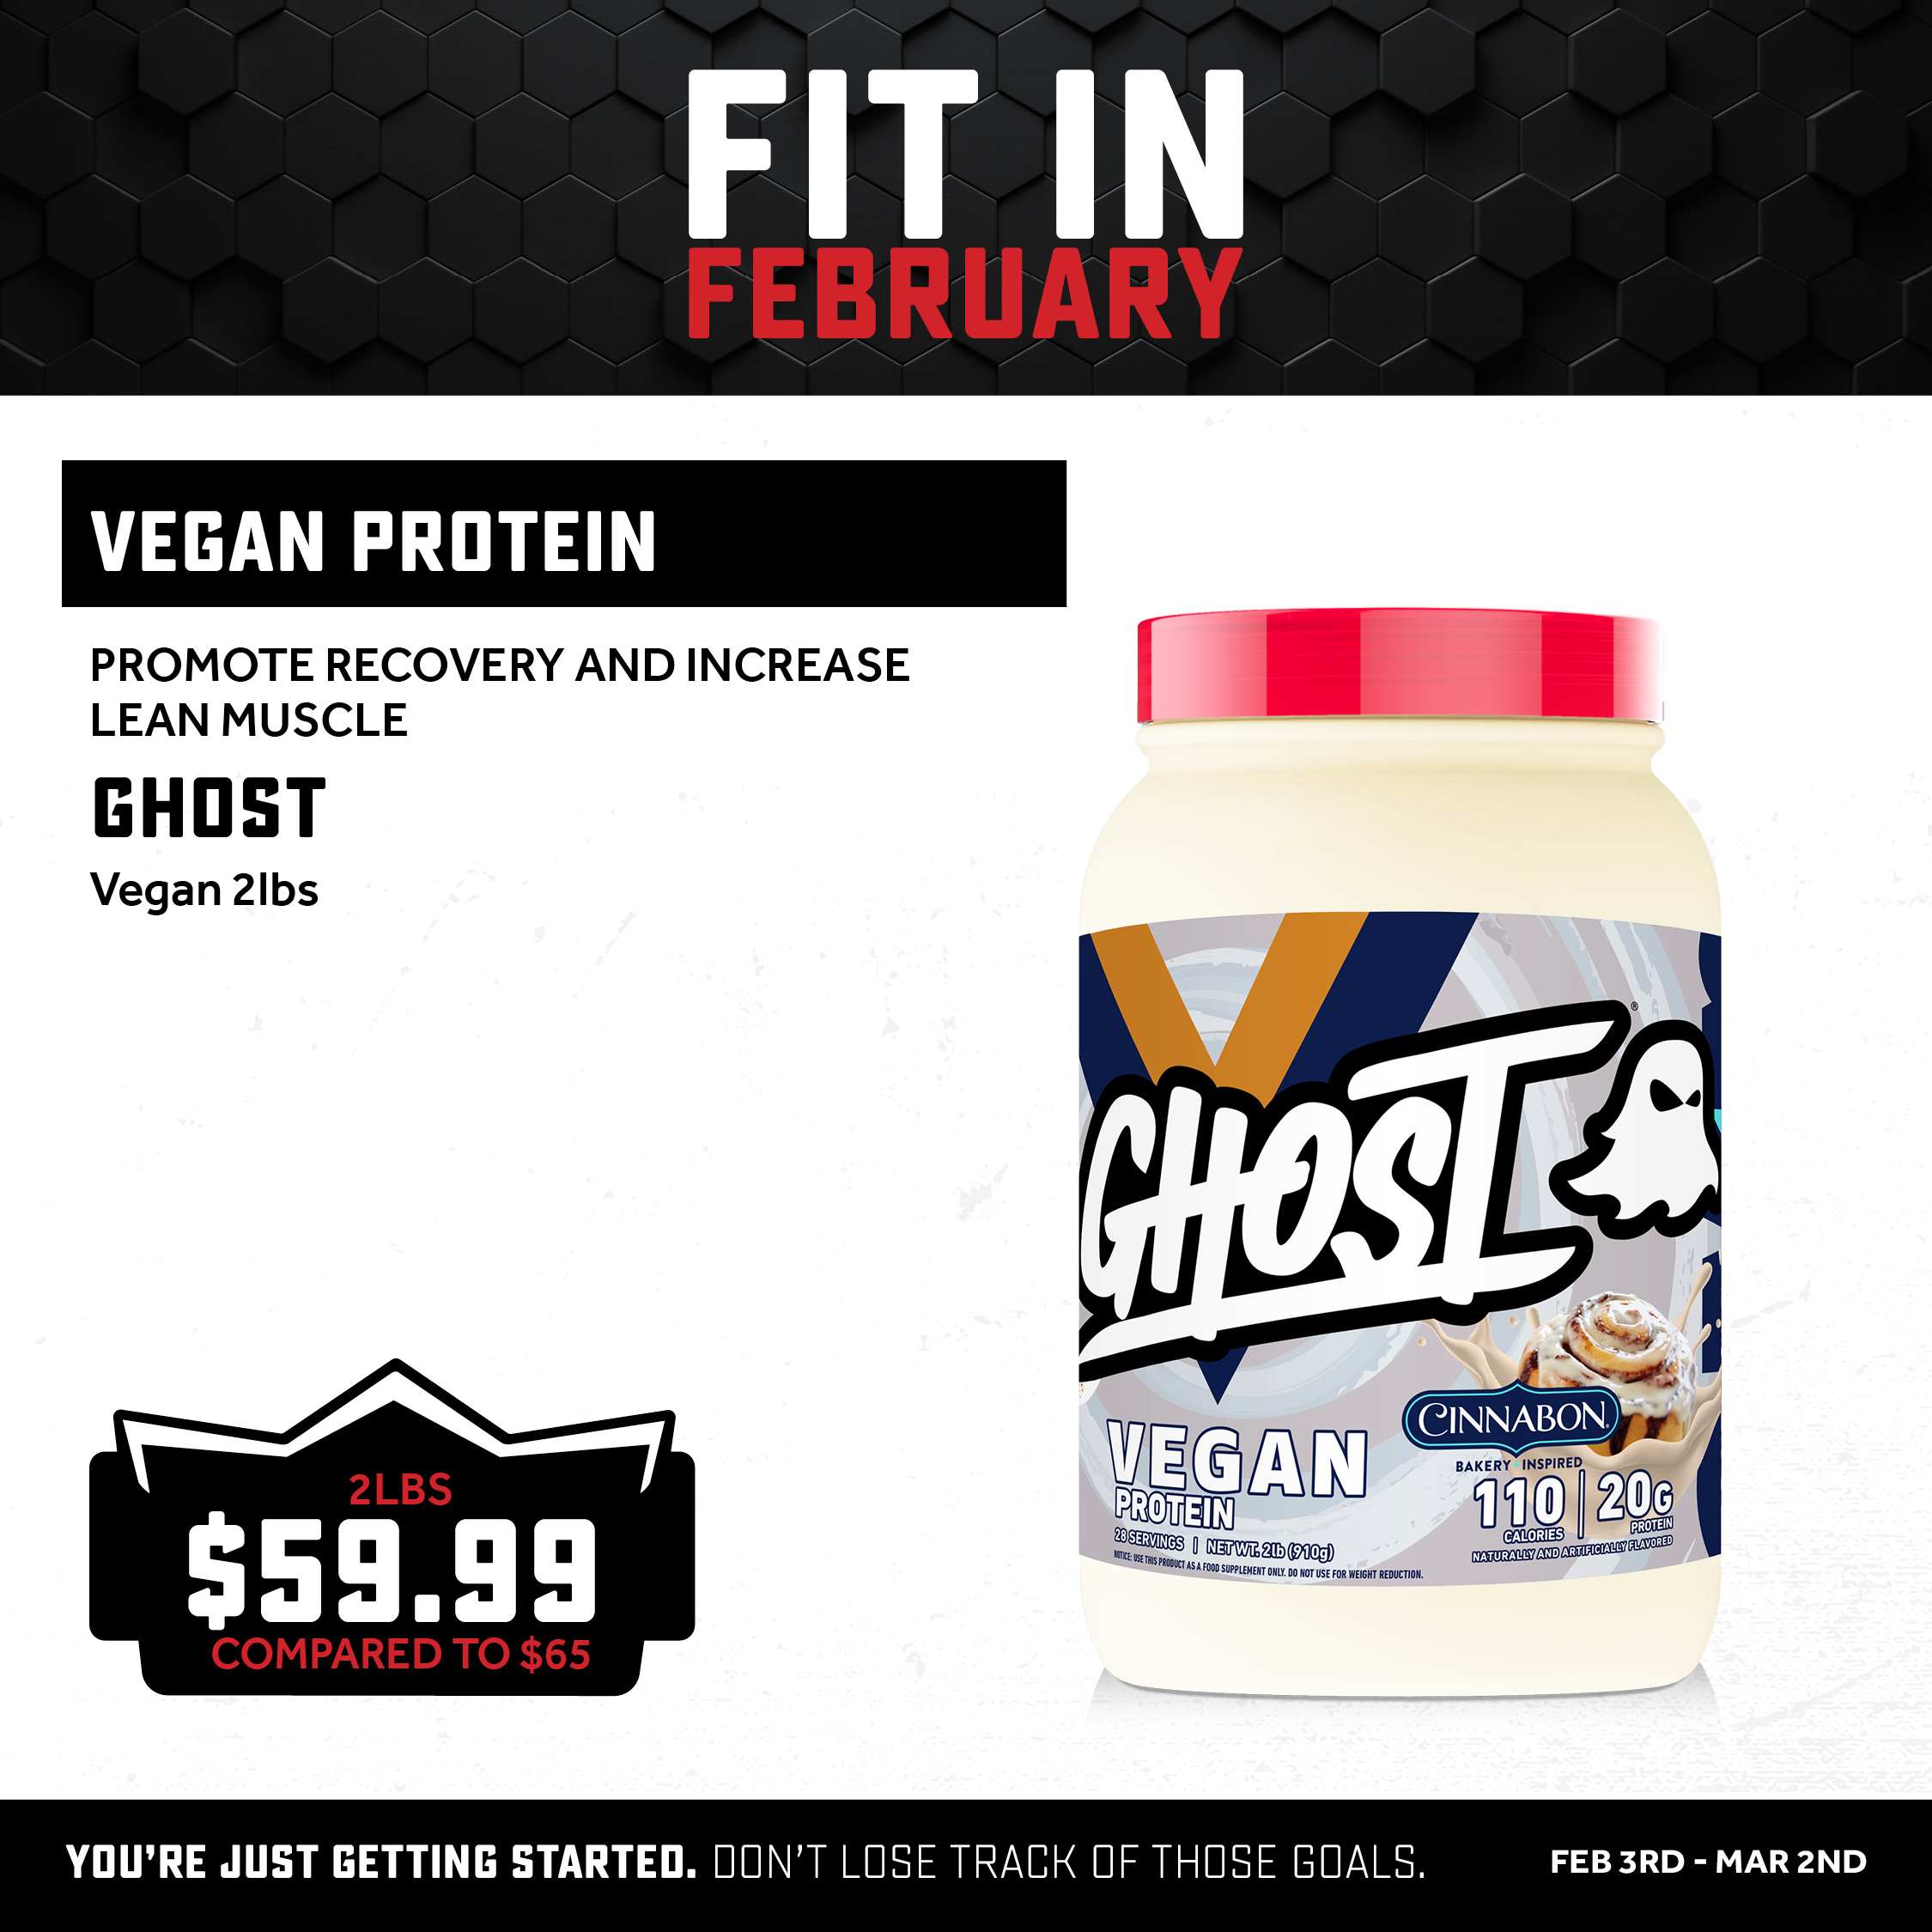 FIT IN
FEBRUARY
VEGAN PROTEIN
PROMOTE RECOVERY AND INCREASE
LEAN MUSCLE
GHOST
Vegan 2lbs
GHOST®
CINNABON®
BAKERY INSPIRED
VEGAN
PROTEIN
28 SERVINGS | NET WT. 2lb (910g)
NOTICE: USE THIS PRODUCT AS A FOOD SUPPLEMENT ONLY. DO NOT USE FOR WEIGHT REDUCTION.
110 | 20G
CALORIES PROTEIN
NATURALLY AND ARTIFICIALLY FLAVORED
2LBS
$59.99
COMPARED TO $65
YOU'RE JUST GETTING STARTED. DON'T LOSE TRACK OF THOSE GOALS.
FEB 3RD - MAR 2ND